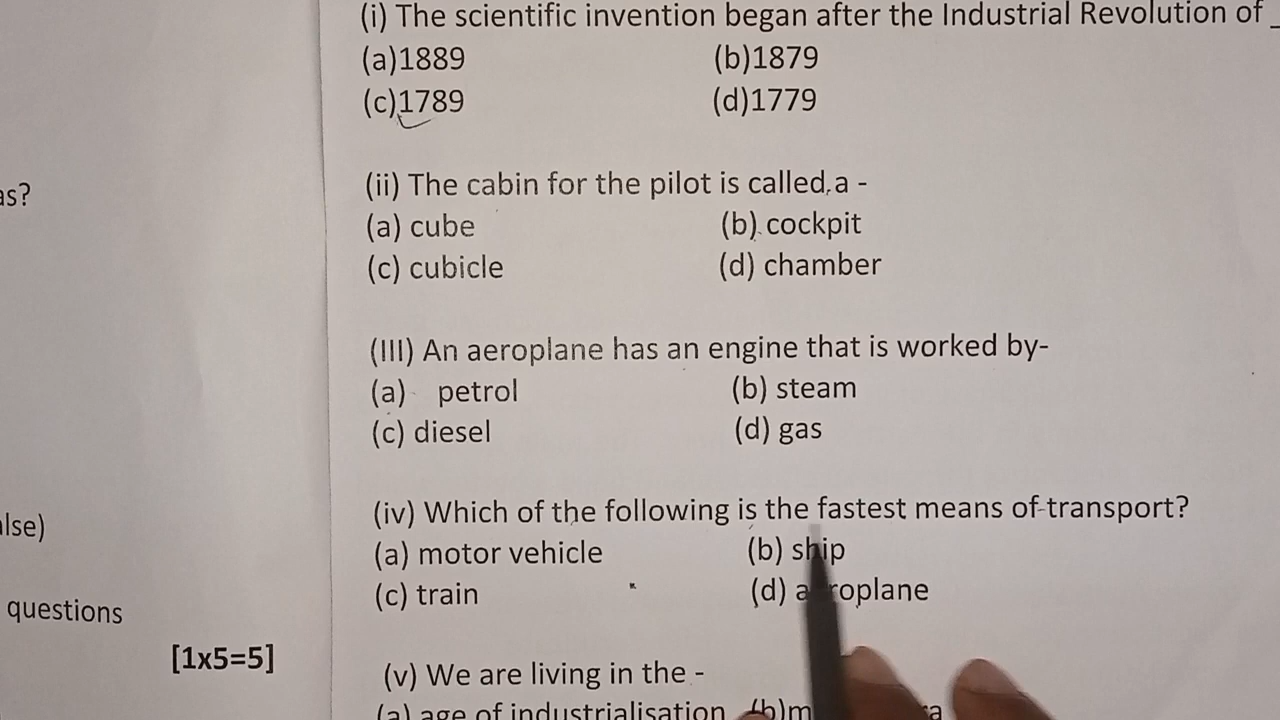 as?
lse)
questions
[1x5=5]
(i) The scientific invention began after the Industrial Revolution of _
(a)1889 (b)1879
(c)1789 (d)1779
(ii) The cabin for the pilot is called a -
(a) cube (b) cockpit
(c) cubicle (d) chamber
(III) An aeroplane has an engine that is worked by-
(a) petrol (b) steam
(c) diesel (d) gas
(iv) Which of the following is the fastest means of transport?
(a) motor vehicle (b) ship
(c) train (d) aeroplane
(v) We are living in the -
(a) age of industrialisation (b)